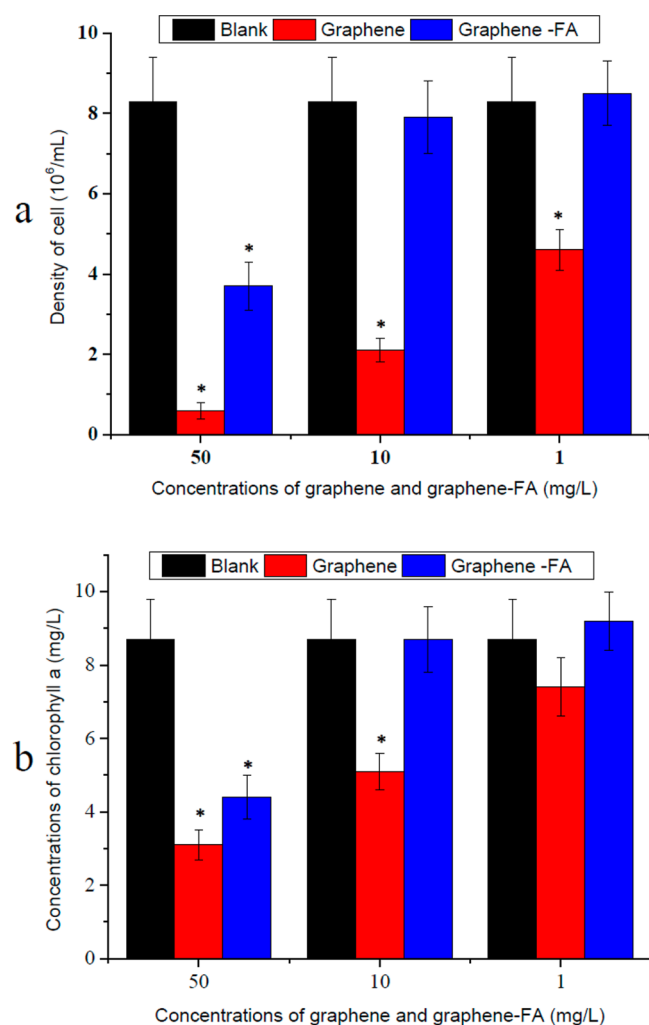 a
Blank Graphene Graphene -FA
10
8
6
4
2
0
Density of cell (10⁶/mL)
* * * *
50 10 1
Concentrations of graphene and graphene-FA (mg/L)
b
Blank Graphene Graphene -FA
10
8
6
4
2
0
Concentrations of chlorophyll a (mg/L)
* * *
50 10 1
Concentrations of graphene and graphene-FA (mg/L)